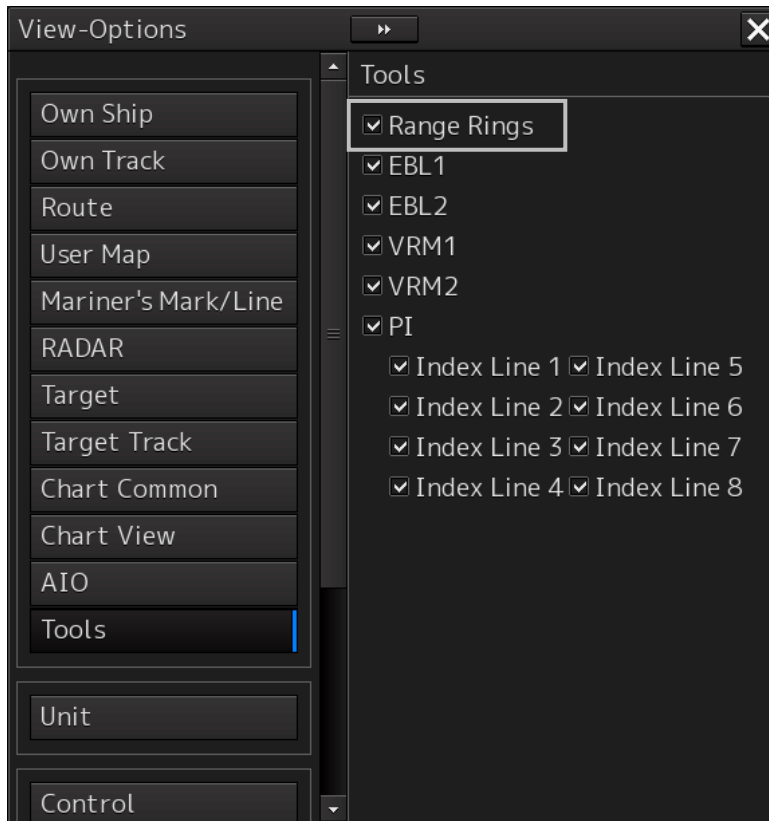 View-Options
Own Ship
Own Track
Route
User Map
Mariner's Mark/Line
RADAR
Target
Target Track
Chart Common
Chart View
AIO
Tools
Unit
Control
Tools
Range Rings
EBL1
EBL2
VRM1
VRM2
PI
Index Line 1 Index Line 5
Index Line 2 Index Line 6
Index Line 3 Index Line 7
Index Line 4 Index Line 8